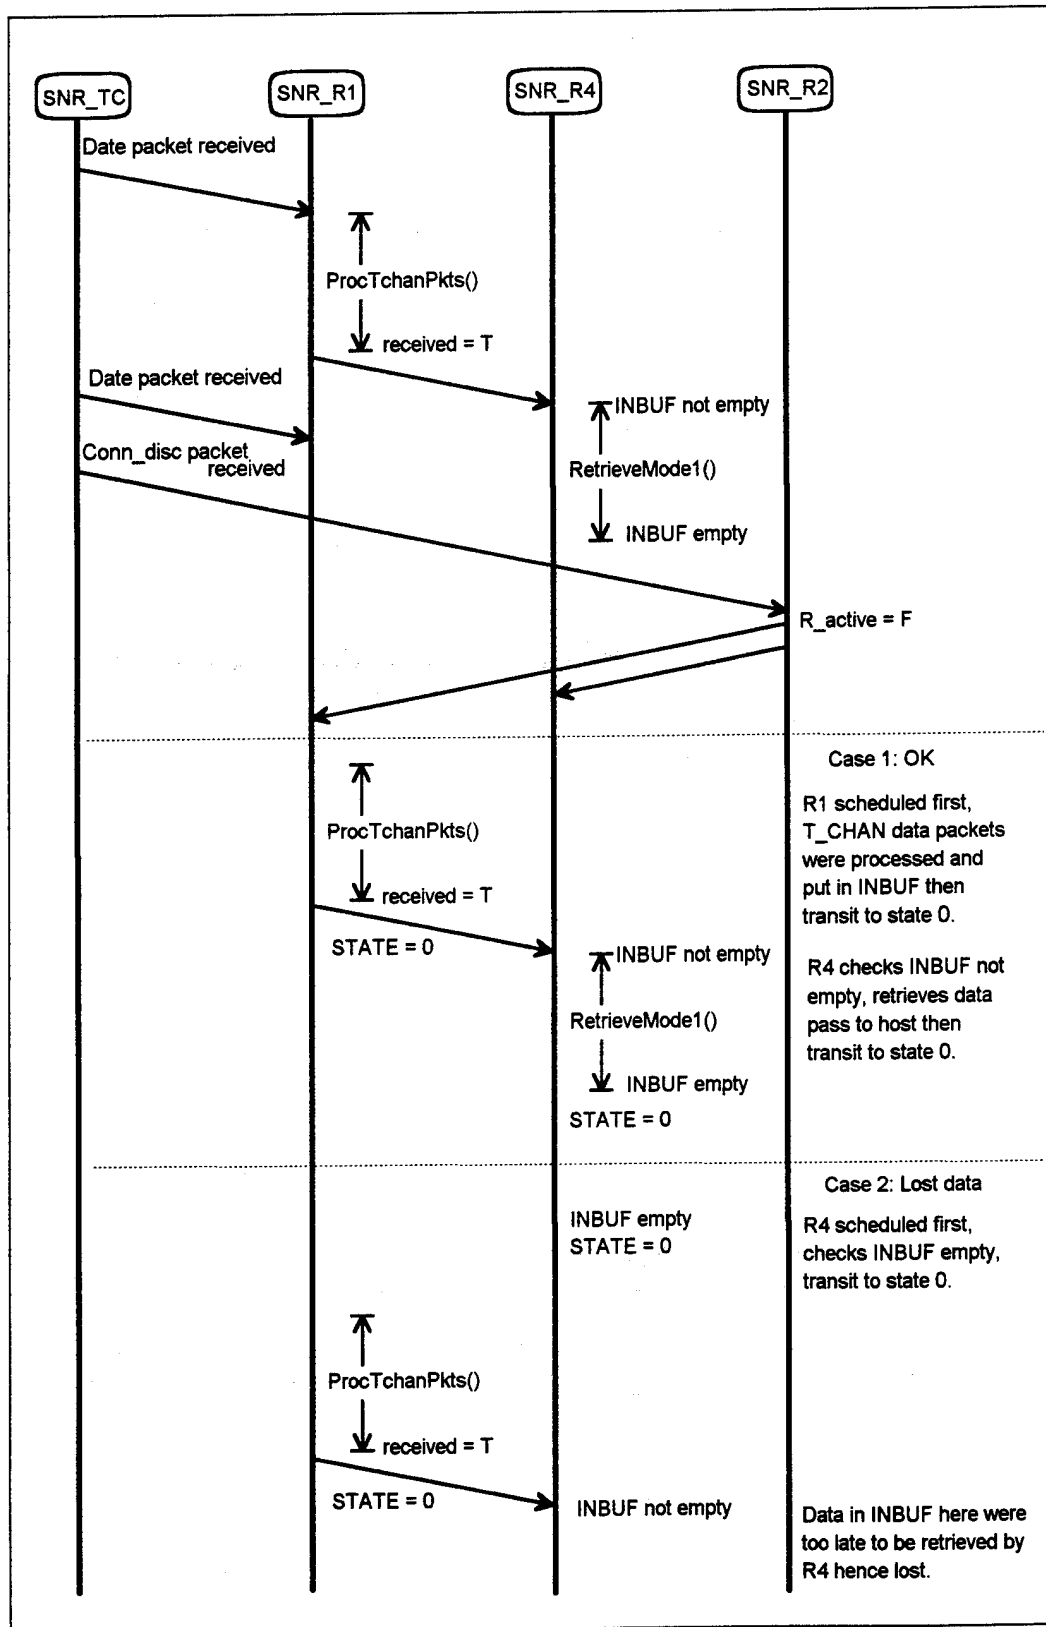 SNR_TC
SNR_R1
SNR_R4
SNR_R2
Date packet received
ProcTchanPkts()
received = T
Date packet received
INBUF not empty
Conn_disc packet
received
RetrieveMode1()
INBUF empty
R_active = F
Case 1: OK
ProcTchanPkts()
R1 scheduled first,
T_CHAN data packets
were processed and
put in INBUF then
transit to state 0.
received = T
STATE = 0
INBUF not empty
R4 checks INBUF not
empty, retrieves data
pass to host then
transit to state 0.
RetrieveMode1()
INBUF empty
STATE = 0
Case 2: Lost data
INBUF empty
STATE = 0
R4 scheduled first,
checks INBUF empty,
transit to state 0.
ProcTchanPkts()
received = T
STATE = 0
INBUF not empty
Data in INBUF here were
too late to be retrieved by
R4 hence lost.